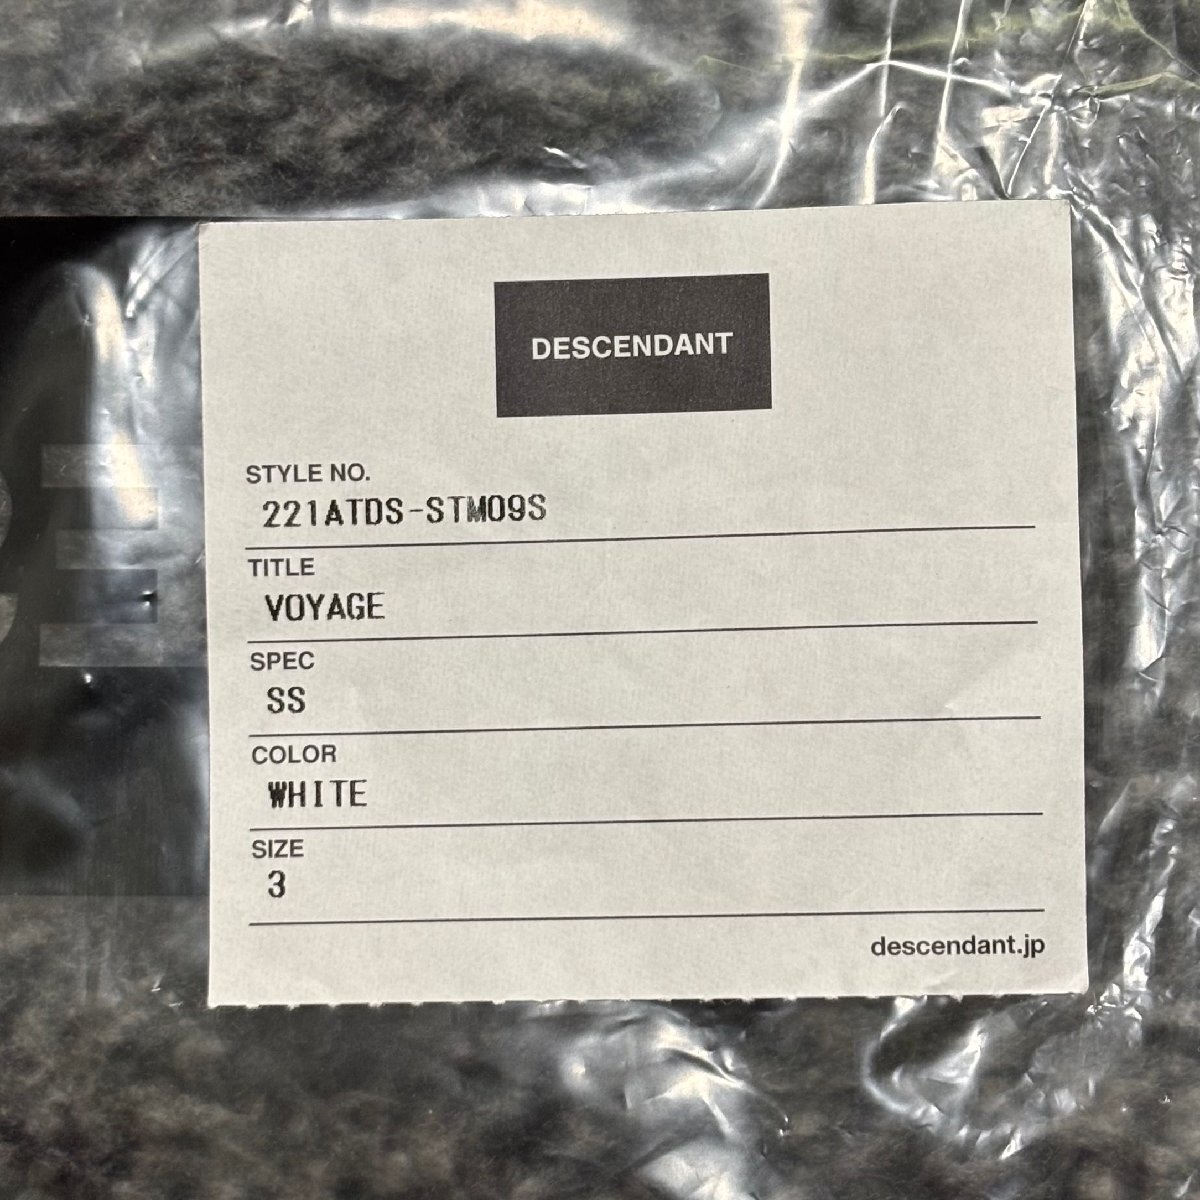 DESCENDANT
STYLE NO.
221ATDS-STM09S
TITLE
VOYAGE
SPEC
SS
COLOR
WHITE
SIZE
3
descendant.jp